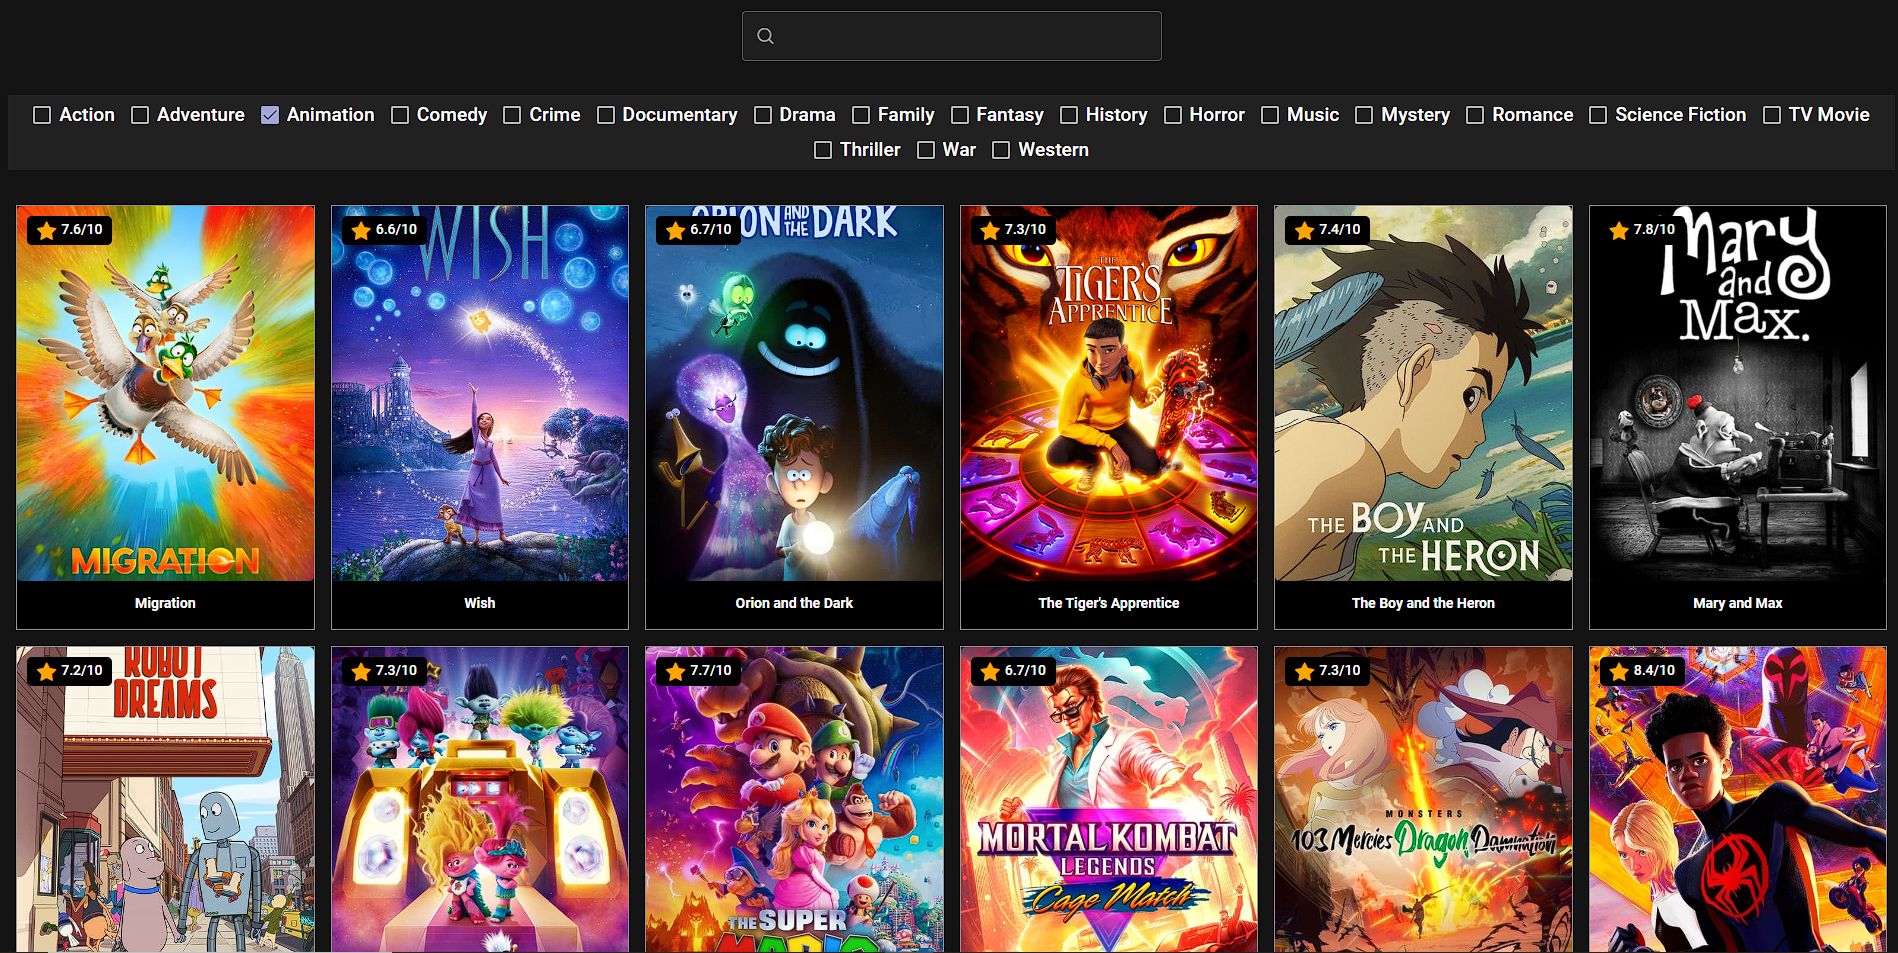 Action Adventure Animation Comedy Crime Documentary Drama Family Fantasy History Horror Music Mystery Romance Science Fiction TV Movie
Thriller War Western
7.6/10
MIGRATION
Migration
6.6/10
WISH
Wish
6.7/10
ORION AND THE DARK
Orion and the Dark
7.3/10
THE
TIGER'S
APPRENTICE
The Tiger's Apprentice
7.4/10
THE BOY AND
THE HERON
The Boy and the Heron
7.8/10
Mary
and
Max.
Mary and Max
7.2/10
ROBOT
DREAMS
7.3/10
7.7/10
THE SUPER
MARIO
6.7/10
MORTAL KOMBAT
LEGENDS
Cage Match
7.3/10
MONSTERS
103 Mercies Dragon Damnation
8.4/10